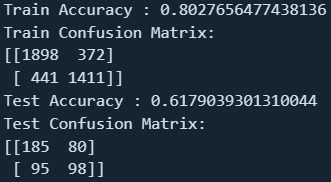 Train Accuracy : 0.8027656477438136
Train Confusion Matrix:
[[1898  372]
 [ 441 1411]]
Test Accuracy : 0.6179039301310044
Test Confusion Matrix:
[[185  80]
 [ 95  98]]